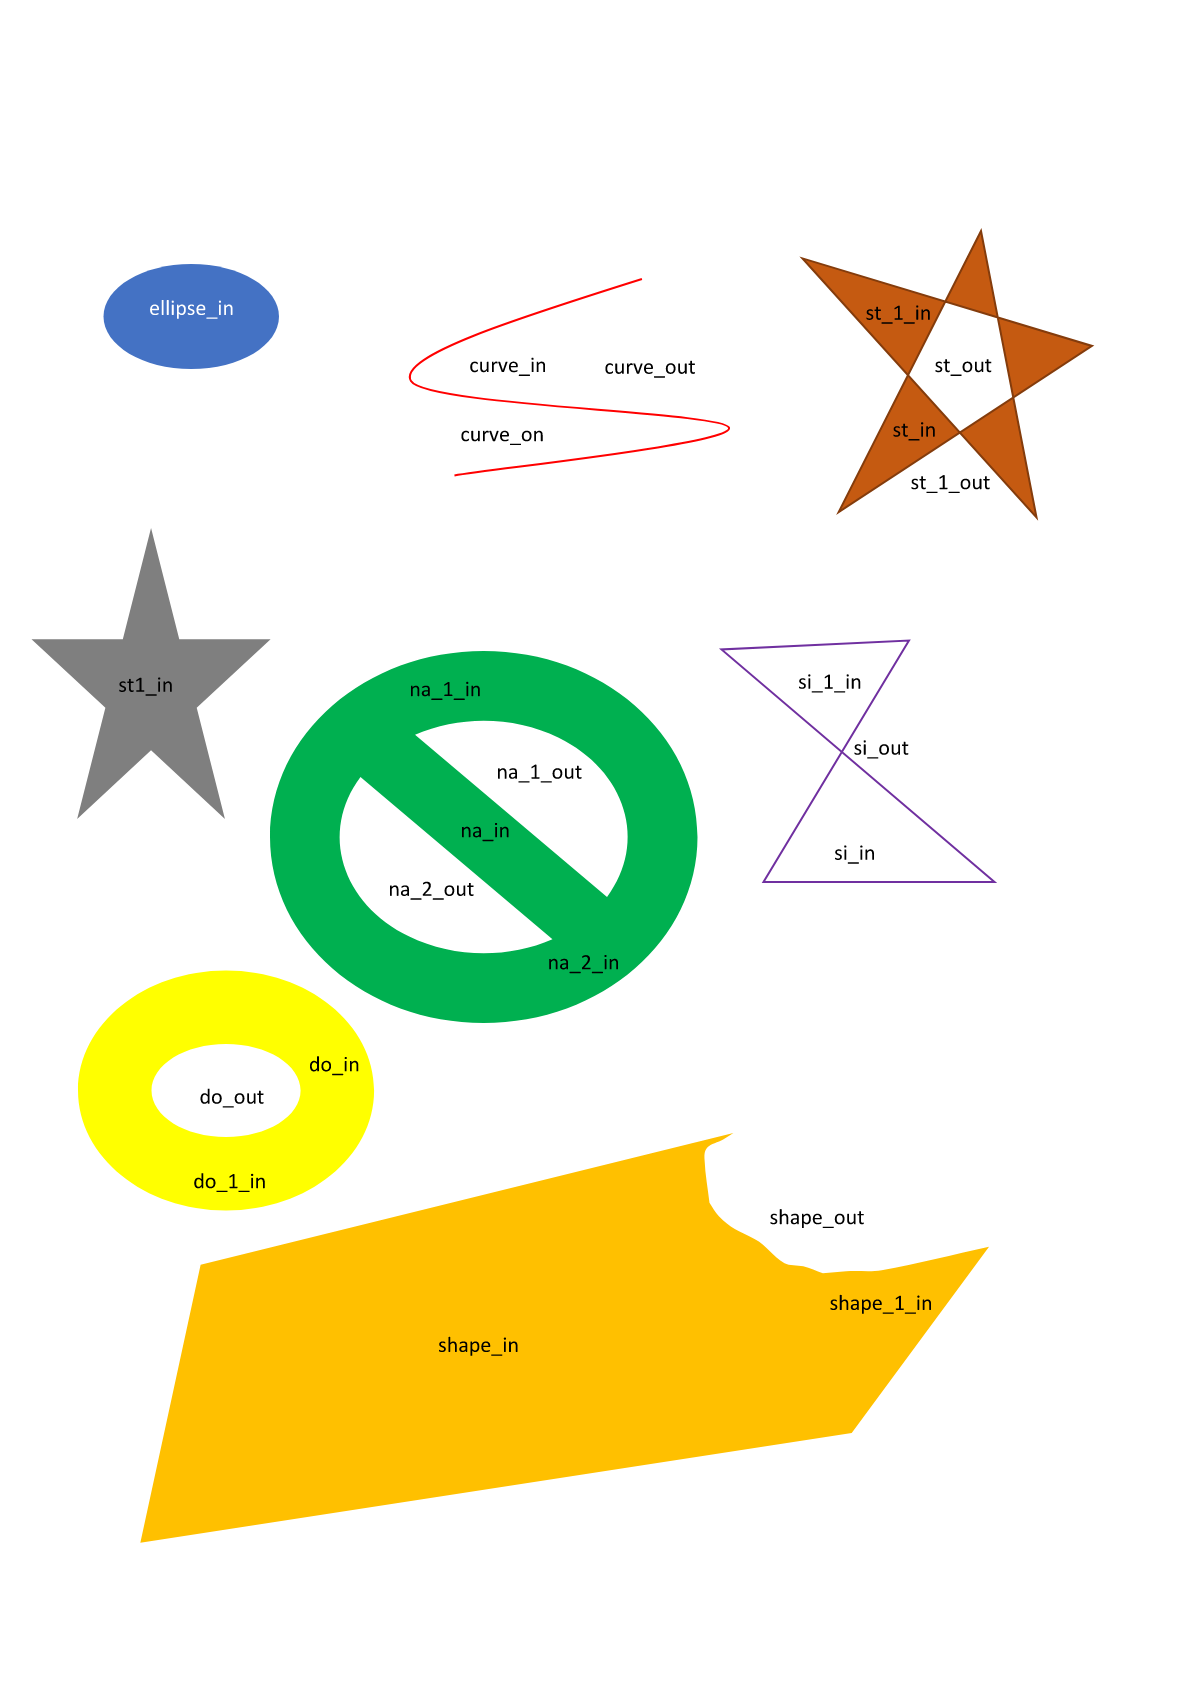 ellipse_in
curve_in
curve_out
curve_on
st_1_in
st_out
st_in
st_1_out
st1_in
na_1_in
na_1_out
na_in
na_2_out
na_2_in
si_1_in
si_out
si_in
do_in
do_out
do_1_in
shape_out
shape_1_in
shape_in